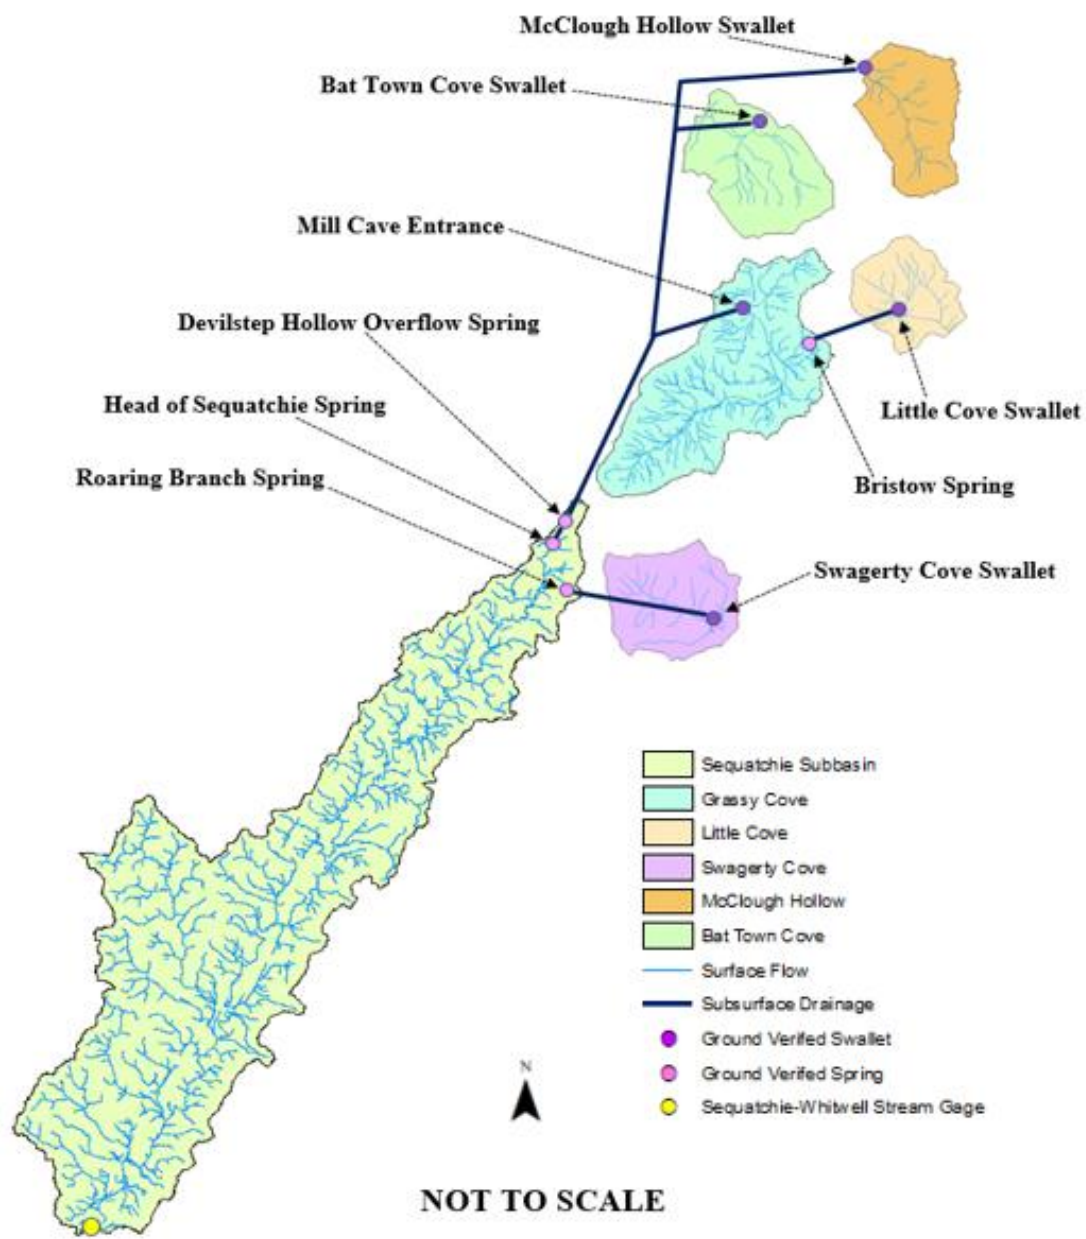 McClough Hollow Swallet
Bat Town Cove Swallet
Mill Cave Entrance
Devilstep Hollow Overflow Spring
Head of Sequatchie Spring
Little Cove Swallet
Roaring Branch Spring
Bristow Spring
Swagerty Cove Swallet
Sequatchie Subbasin
Grassy Cove
Little Cove
Swagerty Cove
McClough Hollow
Bat Town Cove
Surface Flow
Subsurface Drainage
Ground Verifed Swallet
Ground Verifed Spring
Sequatchie-Whitwell Stream Gage
N
NOT TO SCALE